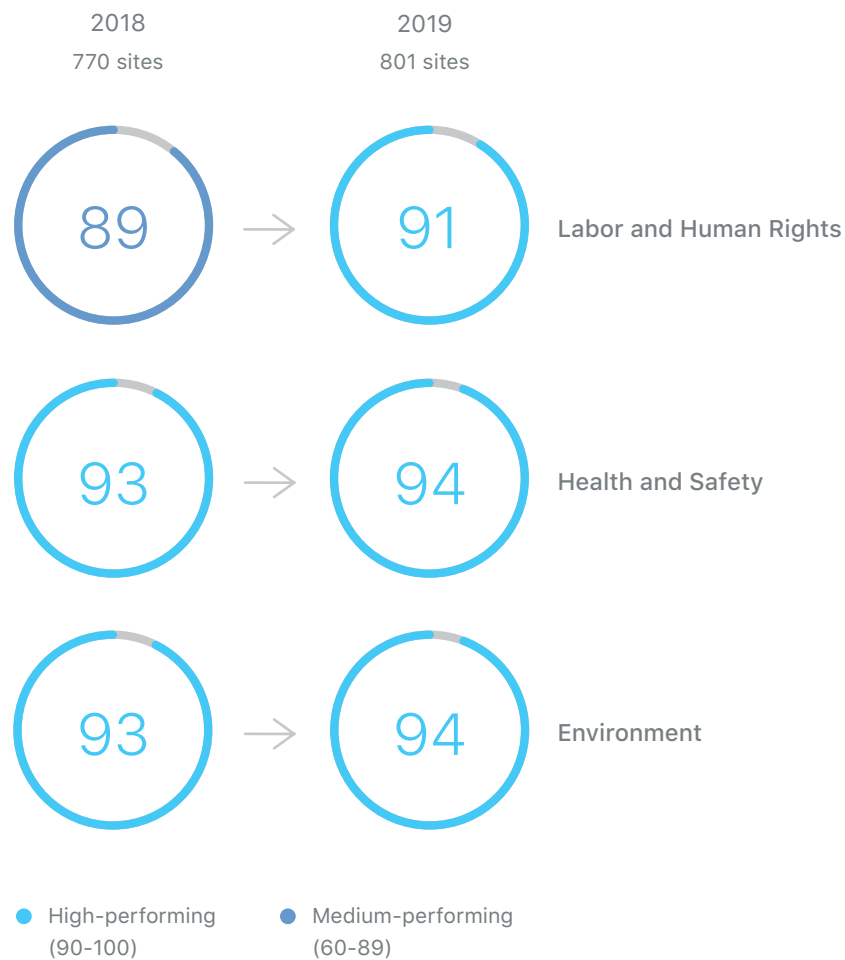 2018
2019
770 sites
801 sites
89
91
Labor and Human Rights
93
94
Health and Safety
93
94
Environment
High-performing
(90-100)
Medium-performing
(60-89)